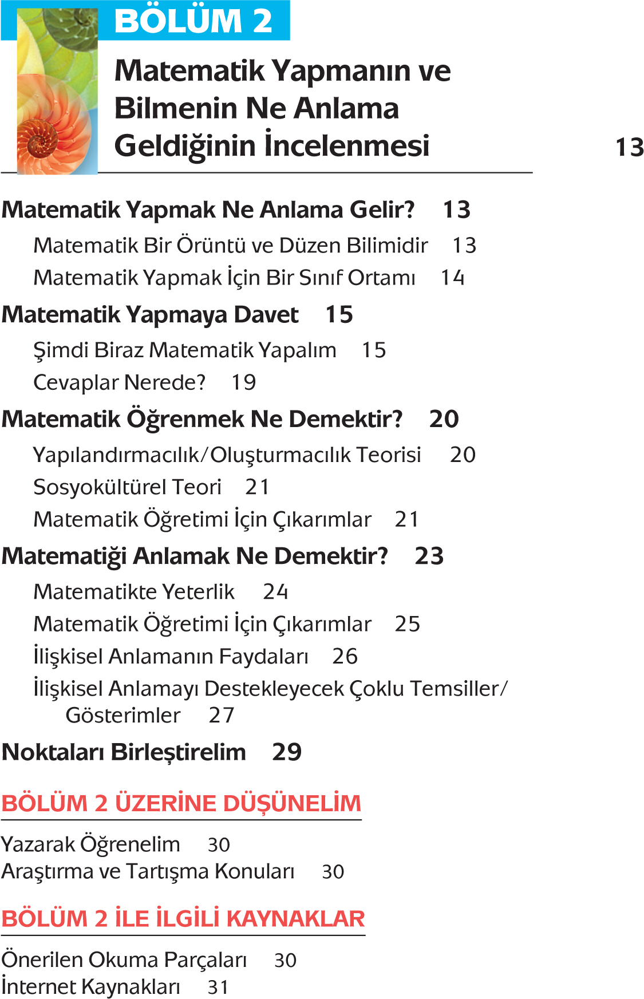 BÖLÜM 2
Matematik Yapmanın ve
Bilmenin Ne Anlama
Geldiğinin İncelenmesi 13
Matematik Yapmak Ne Anlama Gelir? 13
Matematik Bir Örüntü ve Düzen Bilimidir 13
Matematik Yapmak İçin Bir Sınıf Ortamı 14
Matematik Yapmaya Davet 15
Şimdi Biraz Matematik Yapalım 15
Cevaplar Nerede? 19
Matematik Öğrenmek Ne Demektir? 20
Yapılandırmacılık/Oluşturmacılık Teorisi 20
Sosyokültürel Teori 21
Matematik Öğretimi İçin Çıkarımlar 21
Matematiği Anlamak Ne Demektir? 23
Matematikte Yeterlik 24
Matematik Öğretimi İçin Çıkarımlar 25
İlişkisel Anlamanın Faydaları 26
İlişkisel Anlamayı Destekleyecek Çoklu Temsiller/
Gösterimler 27
Noktaları Birleştirelim 29
BÖLÜM 2 ÜZERİNE DÜŞÜNELİM
Yazarak Öğrenelim 30
Araştırma ve Tartışma Konuları 30
BÖLÜM 2 İLE İLGİLİ KAYNAKLAR
Önerilen Okuma Parçaları 30
İnternet Kaynakları 31